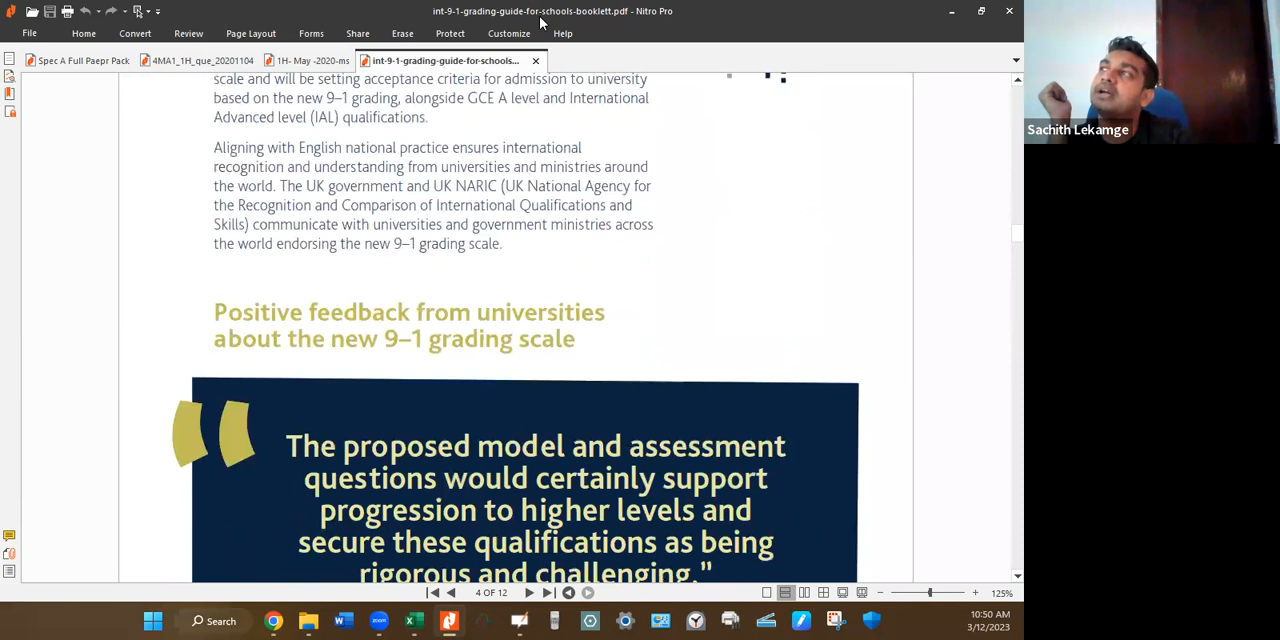 int-9-1-grading-guide-for-schools-booklett.pdf - Nitro Pro
File Home Convert Review Page Layout Forms Share Erase Protect Customize Help
Spec A Full Paepr Pack 4MA1_1H_que_20201104 1H- May -2020-ms int-9-1-grading-guide-for-schools...
scale and will be setting acceptance criteria for admission to university
based on the new 9–1 grading, alongside GCE A level and International
Advanced level (IAL) qualifications.
Aligning with English national practice ensures international
recognition and understanding from universities and ministries around
the world. The UK government and UK NARIC (UK National Agency for
the Recognition and Comparison of International Qualifications and
Skills) communicate with universities and government ministries across
the world endorsing the new 9–1 grading scale.
Positive feedback from universities
about the new 9–1 grading scale
The proposed model and assessment
questions would certainly support
progression to higher levels and
secure these qualifications as being
rigorous and challenging.”
Sachith Lekamge
4 OF 12
125%
Search
10:50 AM
3/12/2023